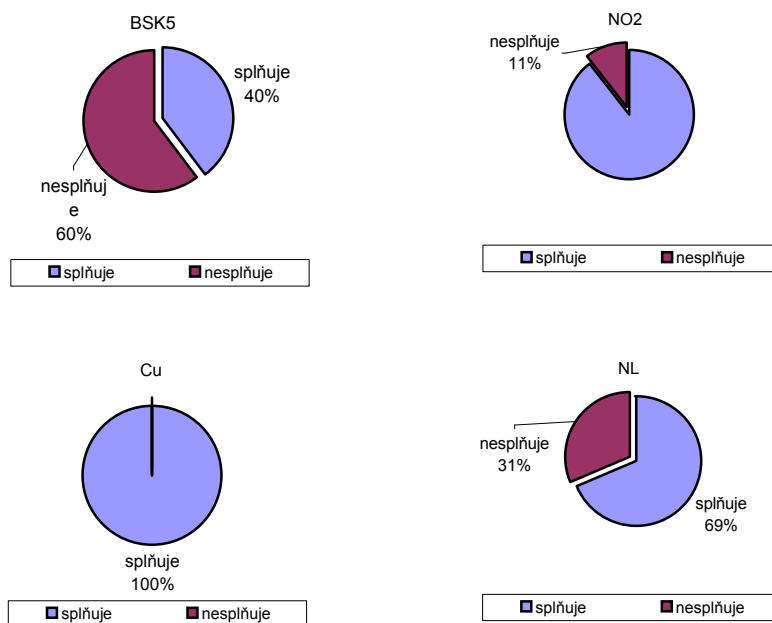 BSK5
splňuje
40%
nesplňuj
e
60%
splňuje nesplňuje
NO2
nesplňuje
11%
splňuje nesplňuje
Cu
splňuje
100%
splňuje nesplňuje
NL
nesplňuje
31%
splňuje
69%
splňuje nesplňuje